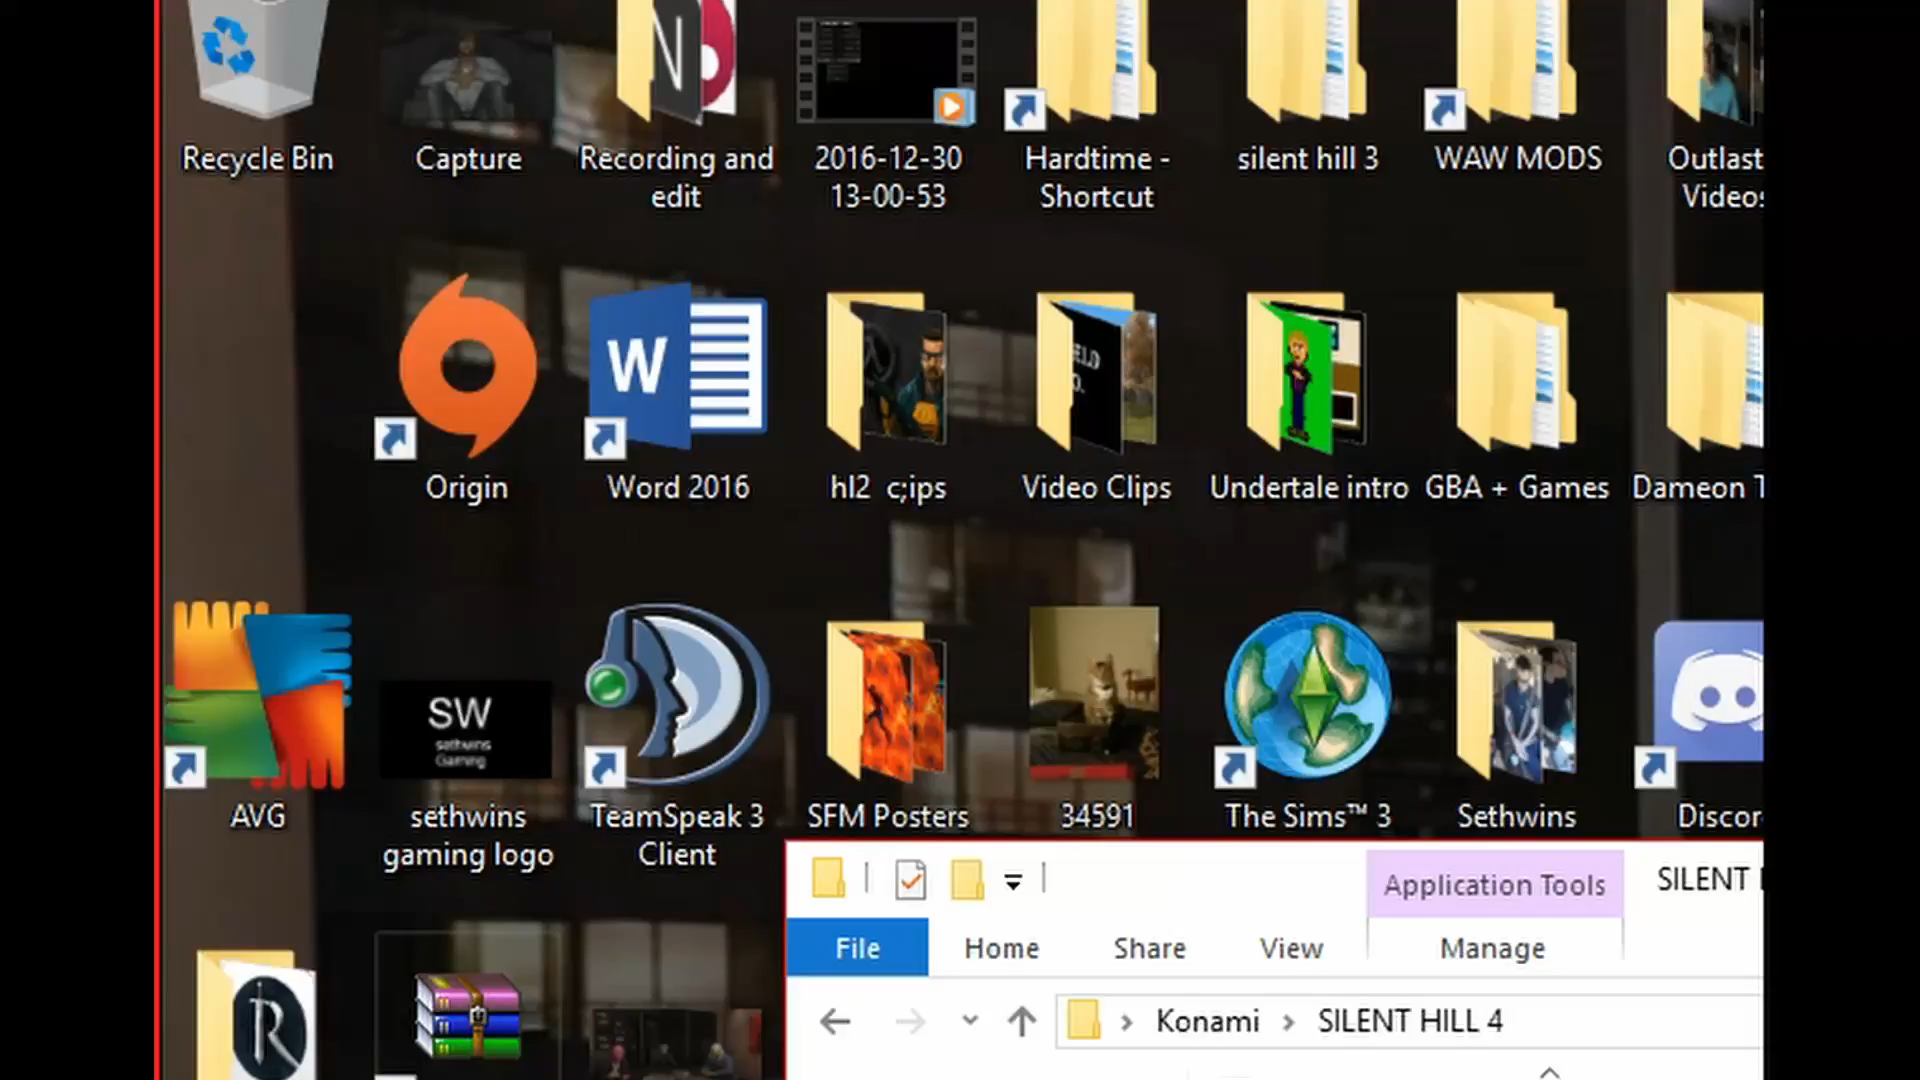 Recycle Bin
Capture
Recording and
edit
2016-12-30
13-00-53
Hardtime -
Shortcut
silent hill 3
WAW MODS
Outlast
Videos
Origin
W
Word 2016
hl2 c;ips
Video Clips
Undertale intro
GBA + Games
Dameon T
AVG
SW
sethwins
Gaming
sethwins
gaming logo
TeamSpeak 3
Client
SFM Posters
34591
The Sims™ 3
Sethwins
Discor
R
Application Tools
SILENT
File
Home
Share
View
Manage
Konami
SILENT HILL 4